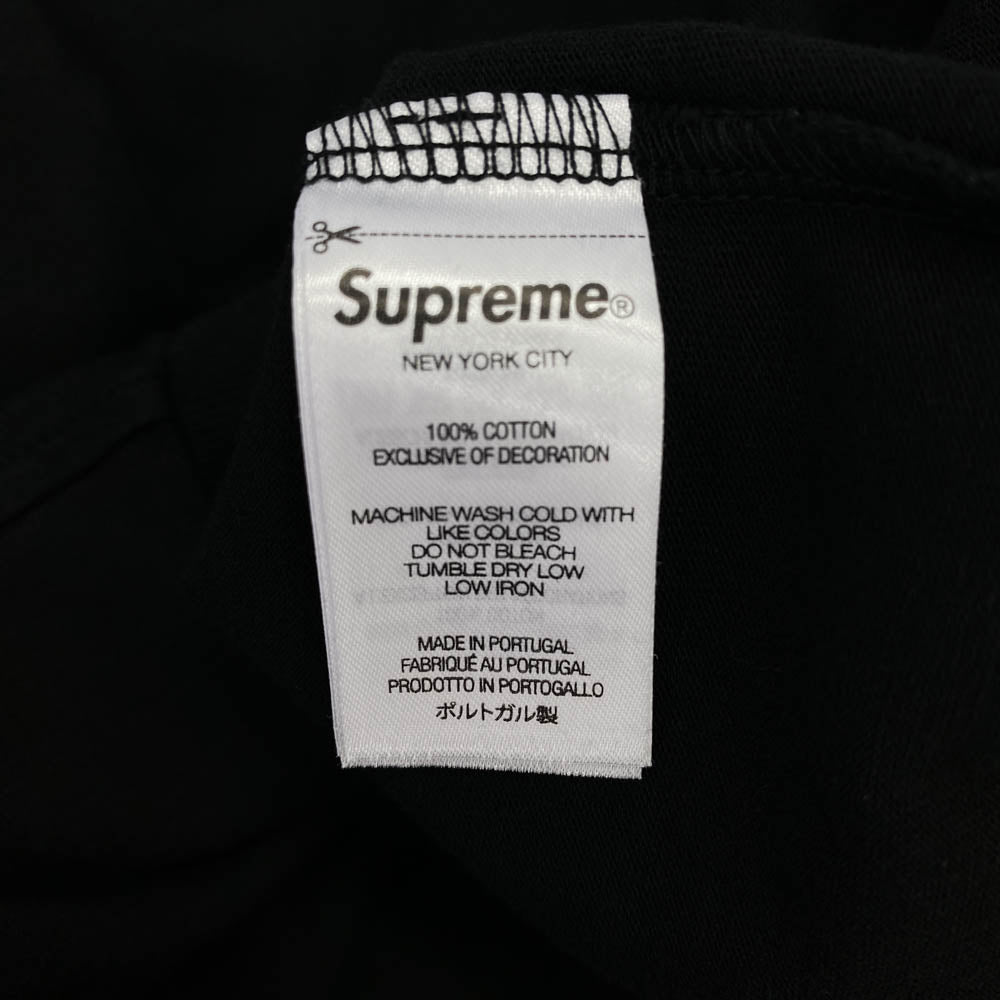 Supreme®
NEW YORK CITY
100% COTTON
EXCLUSIVE OF DECORATION
MACHINE WASH COLD WITH
LIKE COLORS
DO NOT BLEACH
TUMBLE DRY LOW
LOW IRON
MADE IN PORTUGAL
FABRIQUÉ AU PORTUGAL
PRODOTTO IN PORTOGALLO
ポルトガル製